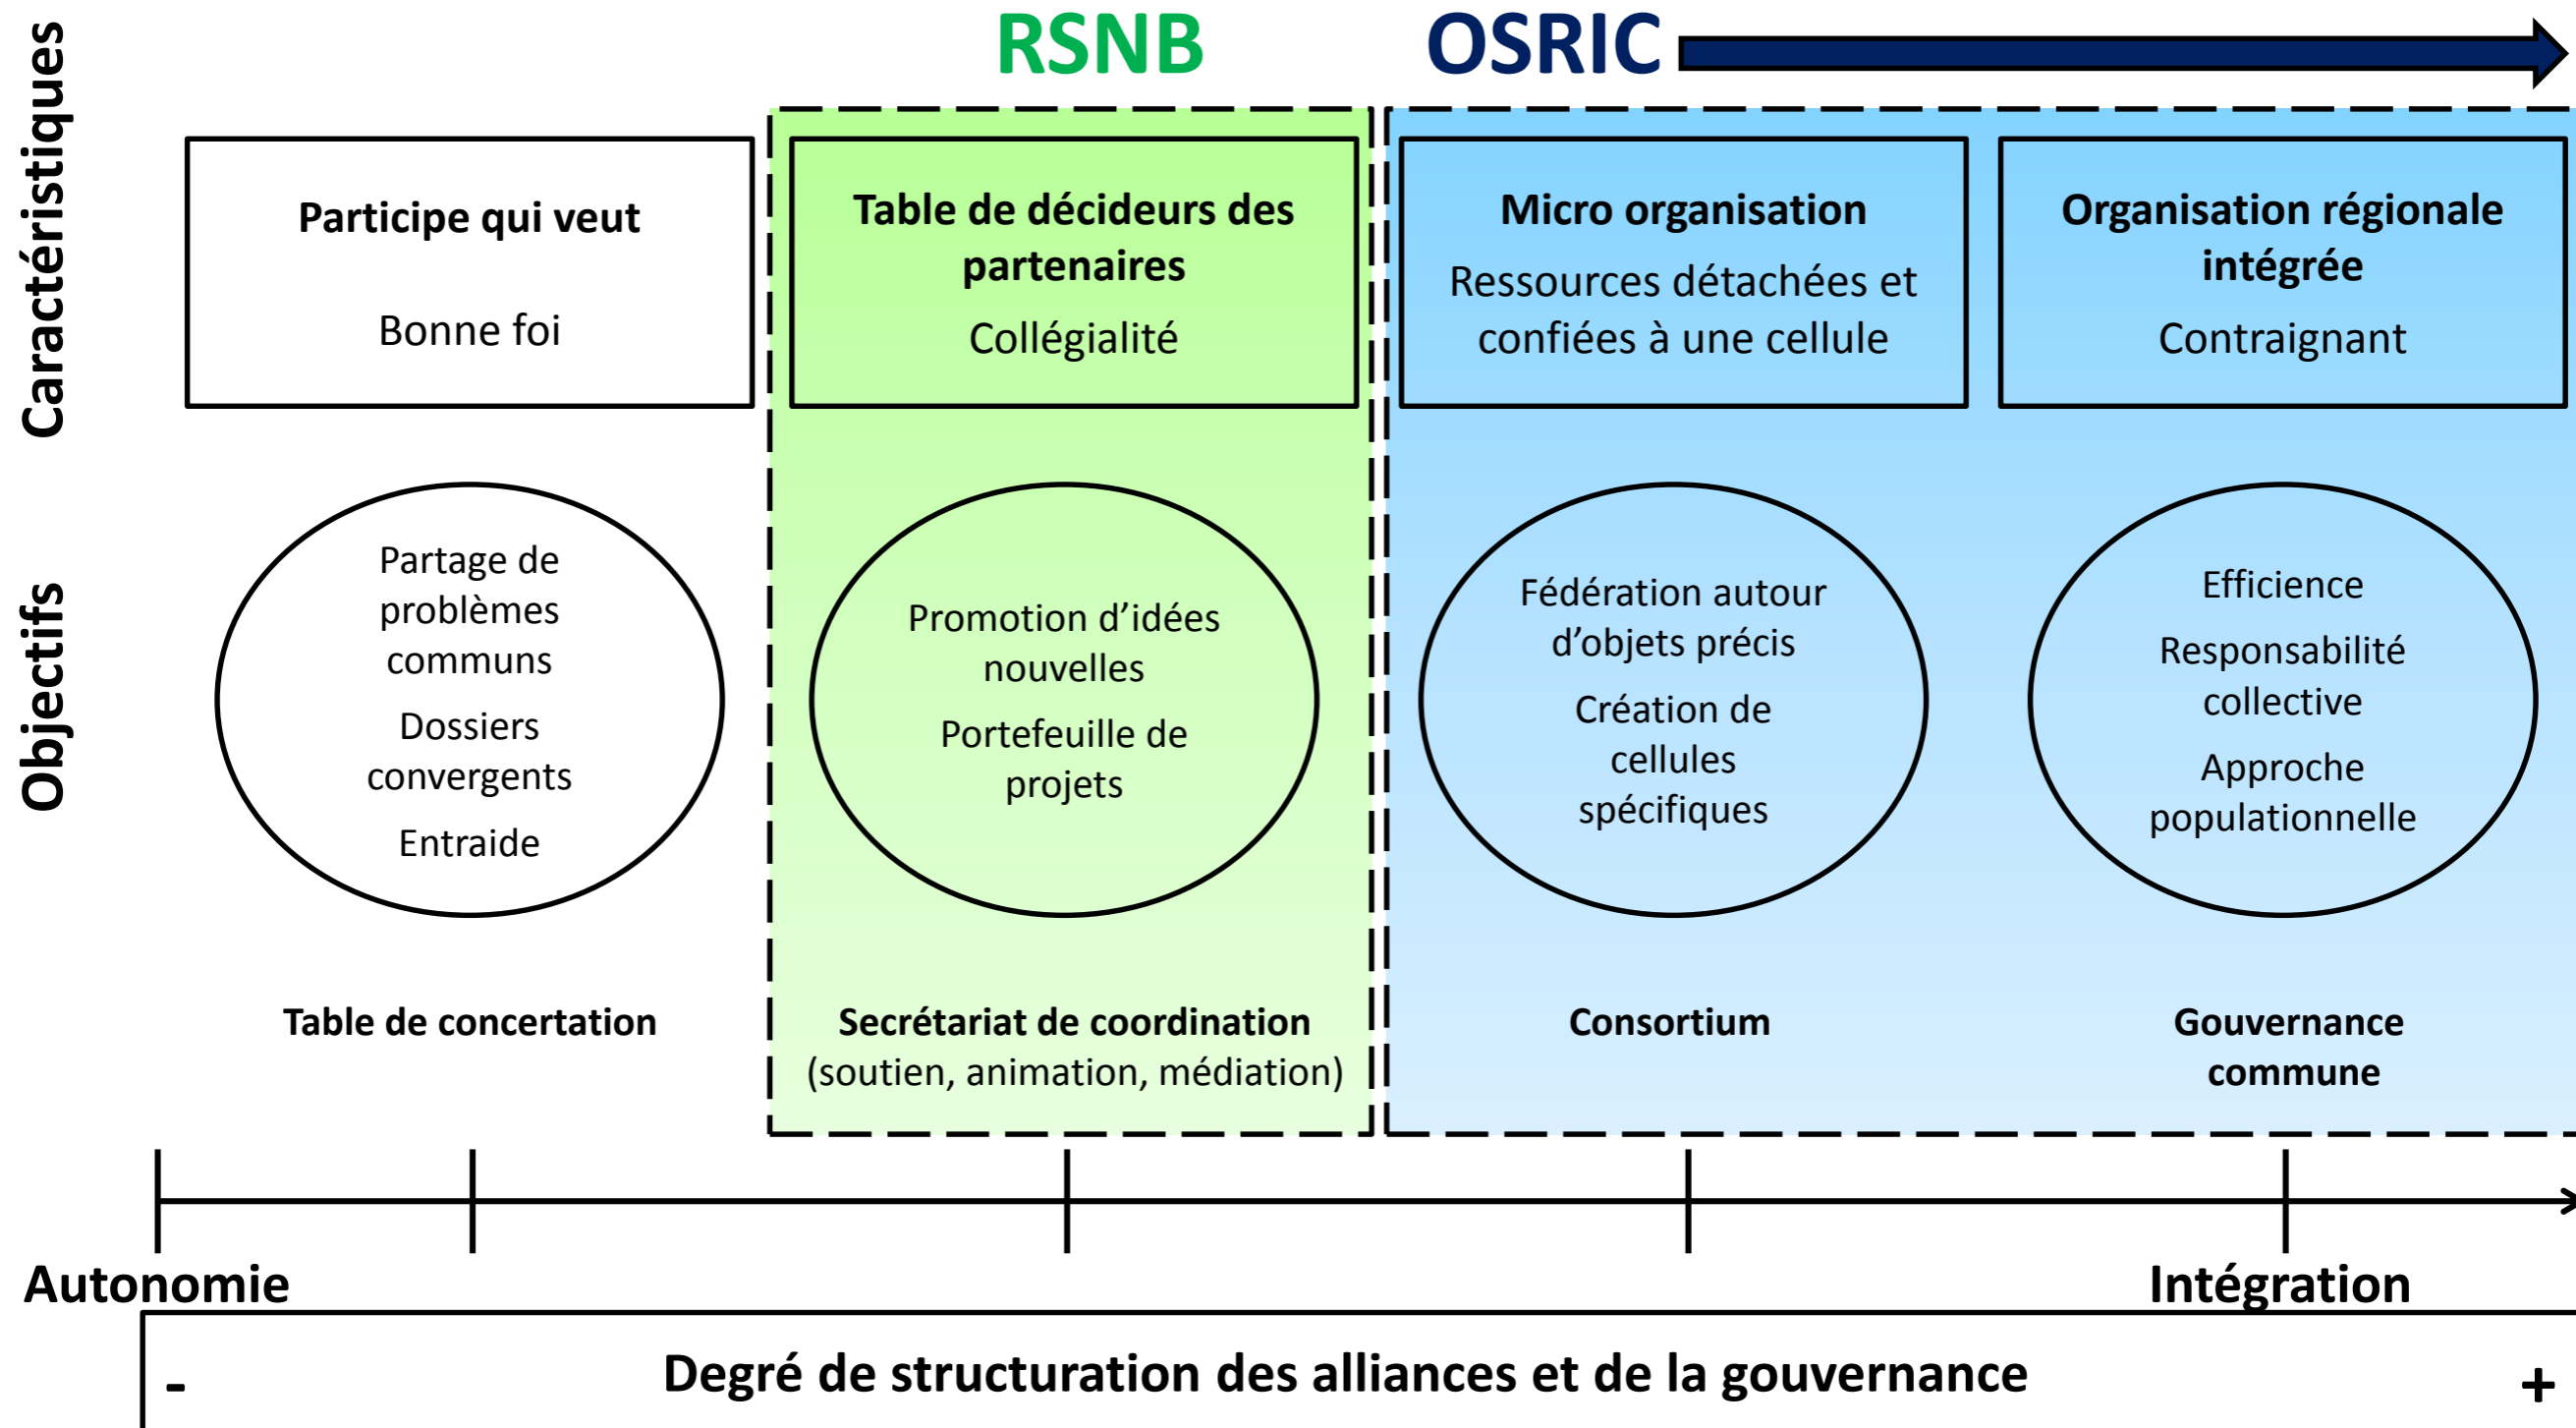 RSNB
OSRIC
Caractéristiques
Participe qui veut
Bonne foi
Table de décideurs des
partenaires
Collégialité
Micro organisation
Ressources détachées et
confiées à une cellule
Organisation régionale
intégrée
Contraignant
Objectifs
Partage de
problèmes
communs
Dossiers
convergents
Entraide
Promotion d’idées
nouvelles
Portefeuille de
projets
Fédération autour
d’objets précis
Création de
cellules
spécifiques
Efficience
Responsabilité
collective
Approche
populationnelle
Table de concertation
Secrétariat de coordination
(soutien, animation, médiation)
Consortium
Gouvernance
commune
Autonomie
Intégration
- Degré de structuration des alliances et de la gouvernance +